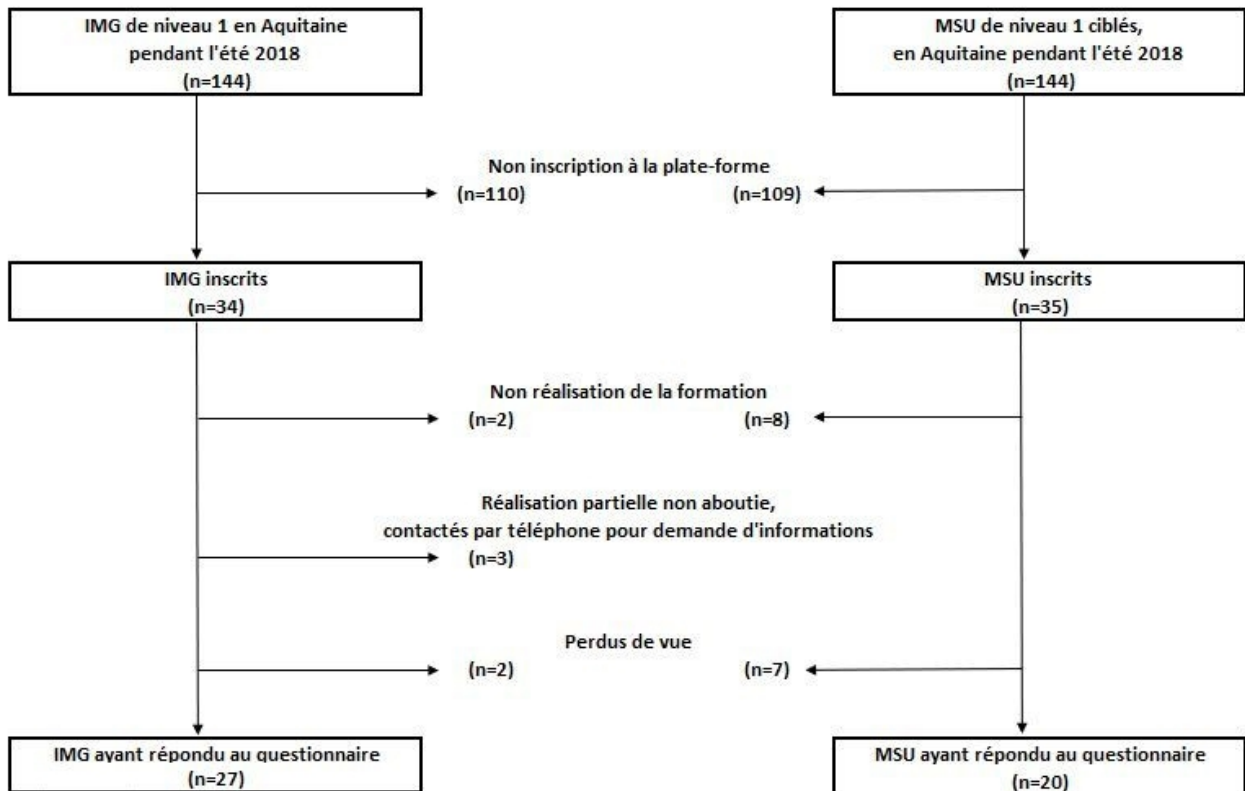 IMG de niveau 1 en Aquitaine
pendant l'été 2018
(n=144)
MSU de niveau 1 ciblés,
en Aquitaine pendant l'été 2018
(n=144)
Non inscription à la plate-forme
(n=110)
(n=109)
IMG inscrits
(n=34)
MSU inscrits
(n=35)
Non réalisation de la formation
(n=2)
(n=8)
Réalisation partielle non aboutie,
contactés par téléphone pour demande d'informations
(n=3)
Perdus de vue
(n=2)
(n=7)
IMG ayant répondu au questionnaire
(n=27)
MSU ayant répondu au questionnaire
(n=20)